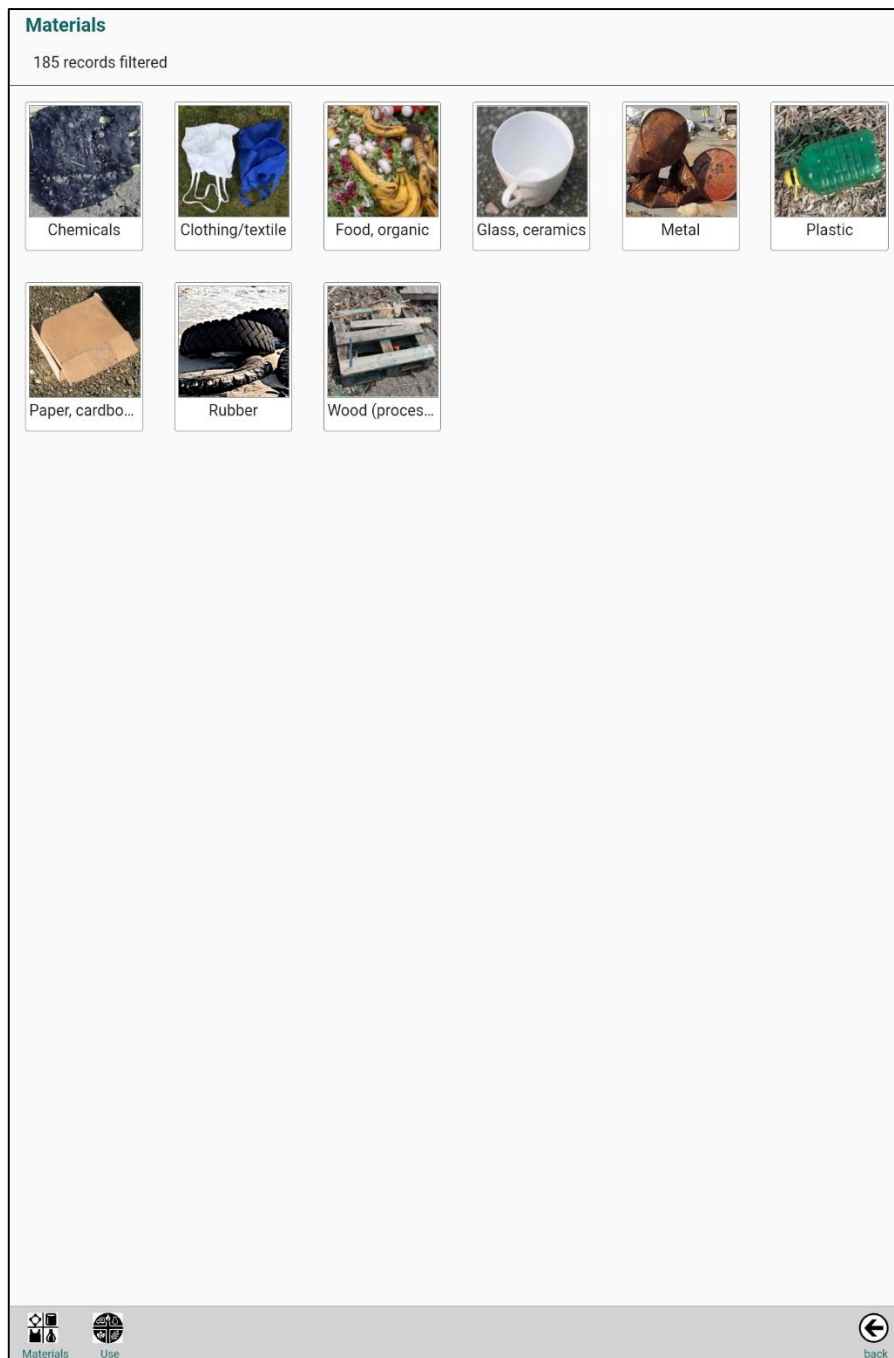 Materials
185 records filtered
Chemicals
Clothing/textile
Food, organic
Glass, ceramics
Metal
Plastic
Paper, cardbo...
Rubber
Wood (proces...
Materials
Use
back